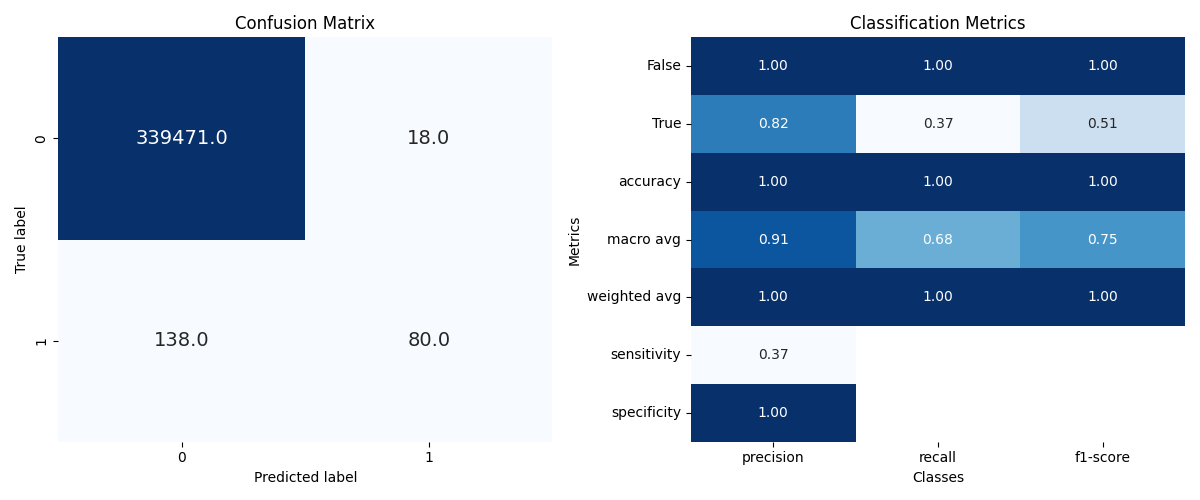 Confusion Matrix
True label
0
339471.0
18.0
1
138.0
80.0
0
1
Predicted label
Classification Metrics
Metrics
False
1.00
1.00
1.00
True
0.82
0.37
0.51
accuracy
1.00
1.00
1.00
macro avg
0.91
0.68
0.75
weighted avg
1.00
1.00
1.00
sensitivity
0.37
specificity
1.00
precision
recall
f1-score
Classes